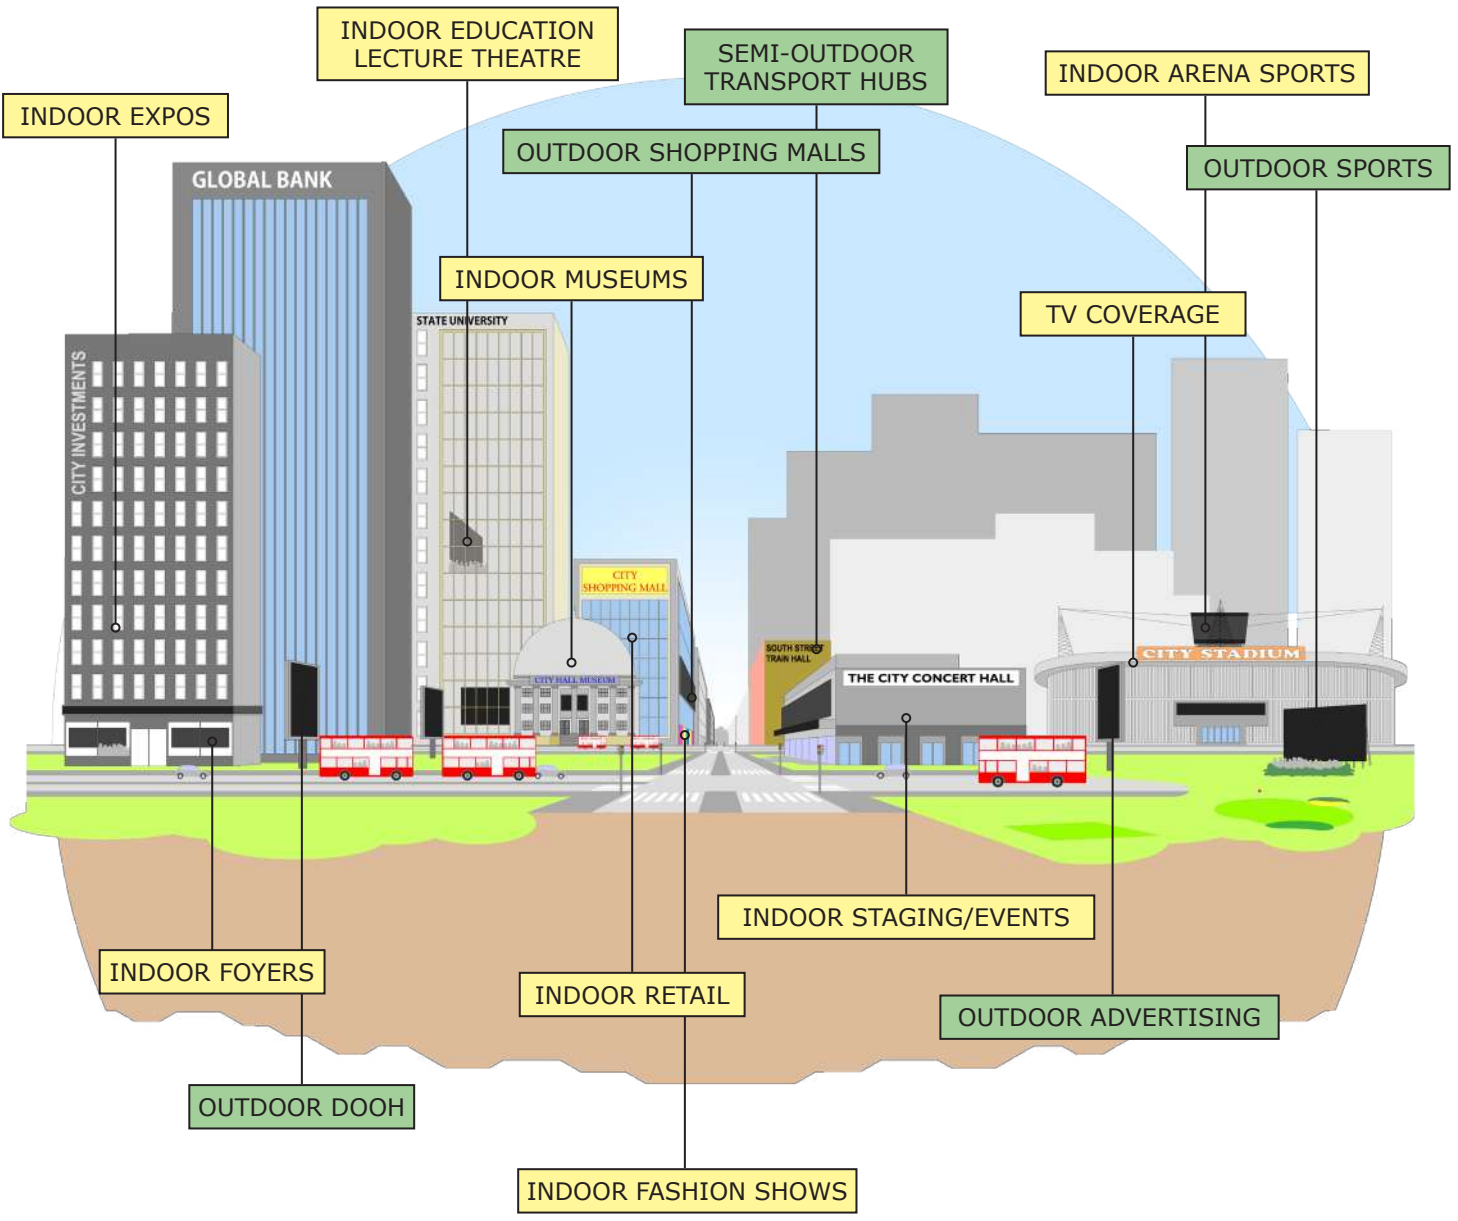 INDOOR EDUCATION
LECTURE THEATRE
SEMI-OUTDOOR
TRANSPORT HUBS
INDOOR ARENA SPORTS
INDOOR EXPOS
OUTDOOR SHOPPING MALLS
OUTDOOR SPORTS
GLOBAL BANK
INDOOR MUSEUMS
TV COVERAGE
STATE UNIVERSITY
CITY INVESTMENTS
CITY
SHOPPING MALL
SOUTH STREET
TRAIN HALL
CITY STADIUM
CITY HALL MUSEUM
THE CITY CONCERT HALL
INDOOR STAGING/EVENTS
INDOOR FOYERS
INDOOR RETAIL
OUTDOOR ADVERTISING
OUTDOOR DOOH
INDOOR FASHION SHOWS